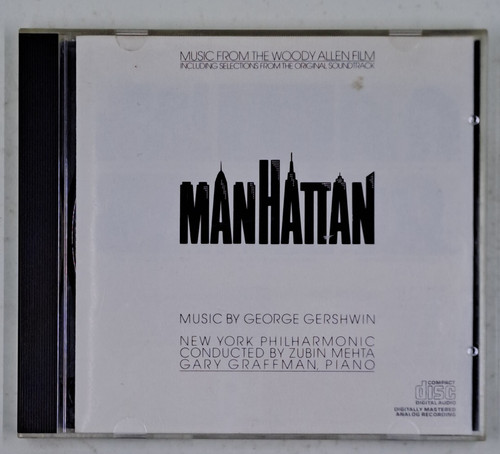 MUSIC FROM THE WOODY ALLEN FILM
INCLUDING SELECTIONS FROM THE ORIGINAL SOUNDTRACK
MANHATTAN
MUSIC BY GEORGE GERSHWIN
NEW YORK PHILHARMONIC
CONDUCTED BY ZUBIN MEHTA
GARY GRAFFMAN, PIANO
COMPACT
disc
DIGITAL AUDIO
DIGITALLY MASTERED
ANALOG RECORDING